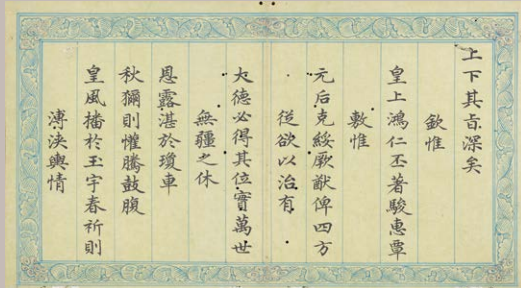 上下其旨深矣
欽惟
皇上鴻仁丕著駿惠覃
敷惟
元后克綏厥猷俾四方
從欲以治有
大德必得其位實萬世
無疆之休
恩露湛於瓊車
秋獮則懽騰鼓腹
皇風播於玉宇春祈則
溥浹輿情